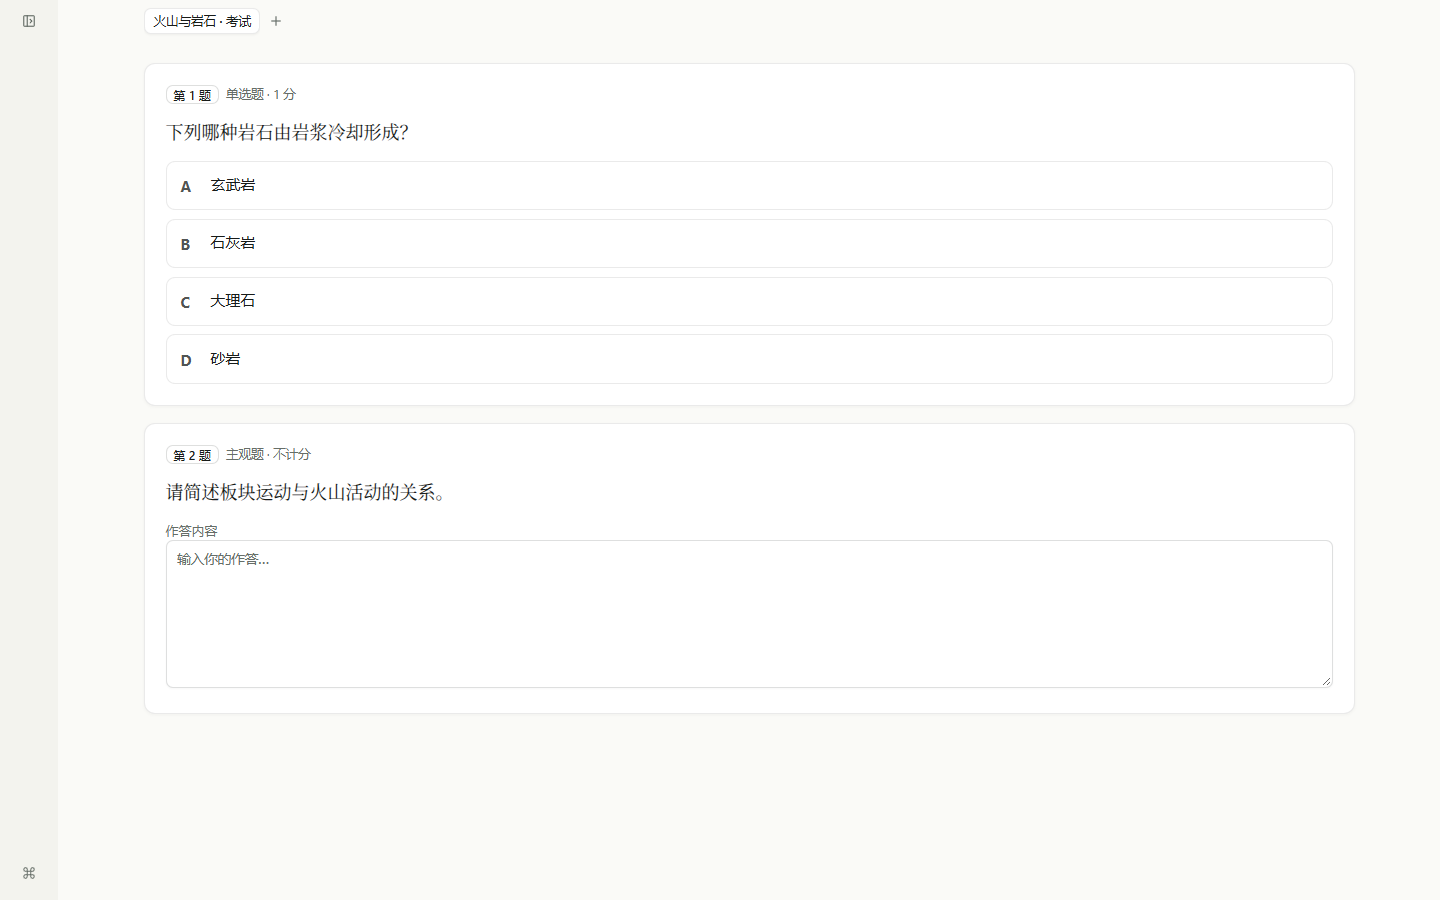 火山与岩石 · 考试
第 1 题 单选题 · 1 分
下列哪种岩石由岩浆冷却形成？
A 玄武岩
B 石灰岩
C 大理石
D 砂岩
第 2 题 主观题 · 不计分
请简述板块运动与火山活动的关系。
作答内容
输入你的作答...